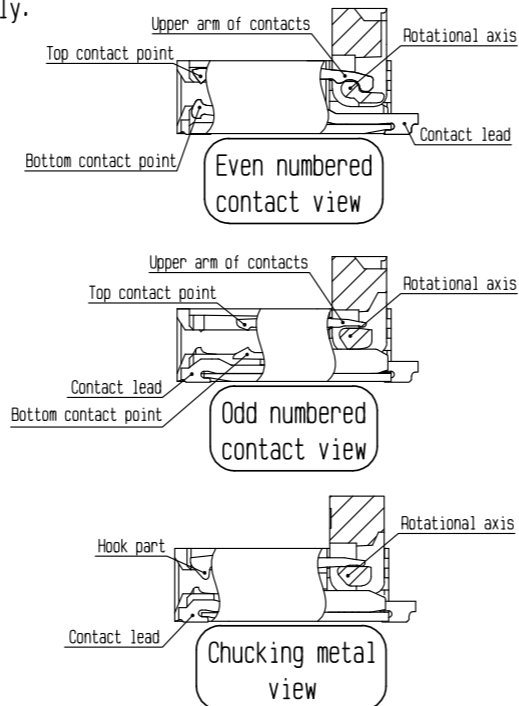 ly.
Upper arm of contacts
Rotational axis
Top contact point
Contact lead
Bottom contact point
Even numbered
contact view
Upper arm of contacts
Rotational axis
Top contact point
Contact lead
Bottom contact point
Odd numbered
contact view
Rotational axis
Hook part
Contact lead
Chucking metal
view